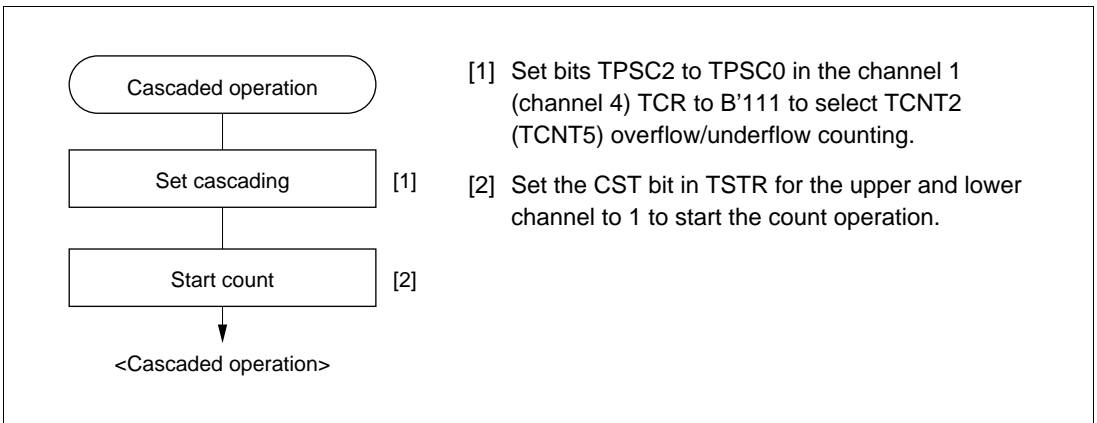 Cascaded operation
Set cascading
[1]
Start count
[2]
<Cascaded operation>
[1] Set bits TPSC2 to TPSC0 in the channel 1
(channel 4) TCR to B'111 to select TCNT2
(TCNT5) overflow/underflow counting.
[2] Set the CST bit in TSTR for the upper and lower
channel to 1 to start the count operation.